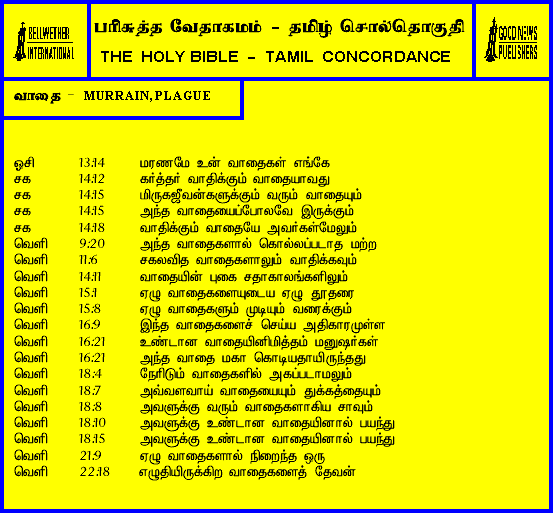 BELLWETHER
INTERNATIONAL
பரிசுத்த வேதாகமம் - தமிழ் சொல்தொகுதி
THE HOLY BIBLE - TAMIL CONCORDANCE
GOOD NEWS
PUBLISHERS
வாதை - MURRAIN, PLAGUE
ஓசி 13:14 மரணமே உன் வாதைகள் எங்கே
சக 14:12 கர்த்தர் வாதிக்கும் வாதையாவது
சக 14:15 மிருகஜீவன்களுக்கும் வரும் வாதையும்
சக 14:15 அந்த வாதையைப்போலவே இருக்கும்
சக 14:18 வாதிக்கும் வாதையே அவர்கள்மேலும்
வெளி 9:20 அந்த வாதைகளால் கொல்லப்படாத மற்ற
வெளி 11:6 சகலவித வாதைகளாலும் வாதிக்கவும்
வெளி 14:11 வாதையின் புகை சதாகாலங்களிலும்
வெளி 15:1 ஏழு வாதைகளையுடைய ஏழு தூதரை
வெளி 15:8 ஏழு வாதைகளும் முடியும் வரைக்கும்
வெளி 16:9 இந்த வாதைகளைச் செய்ய அதிகாரமுள்ள
வெளி 16:21 உண்டான வாதையினிமித்தம் மனுஷர்கள்
வெளி 16:21 அந்த வாதை மகா கொடியதாயிருந்தது
வெளி 18:4 நேரிடும் வாதைகளில் அகப்படாமலும்
வெளி 18:7 அவ்வளவாய் வாதையையும் துக்கத்தையும்
வெளி 18:8 அவளுக்கு வரும் வாதைகளாகிய சாவும்
வெளி 18:10 அவளுக்கு உண்டான வாதையினால் பயந்து
வெளி 18:15 அவளுக்கு உண்டான வாதையினால் பயந்து
வெளி 21:9 ஏழு வாதைகளால் நிறைந்த ஒரு
வெளி 22:18 எழுதியிருக்கிற வாதைகளைத் தேவன்